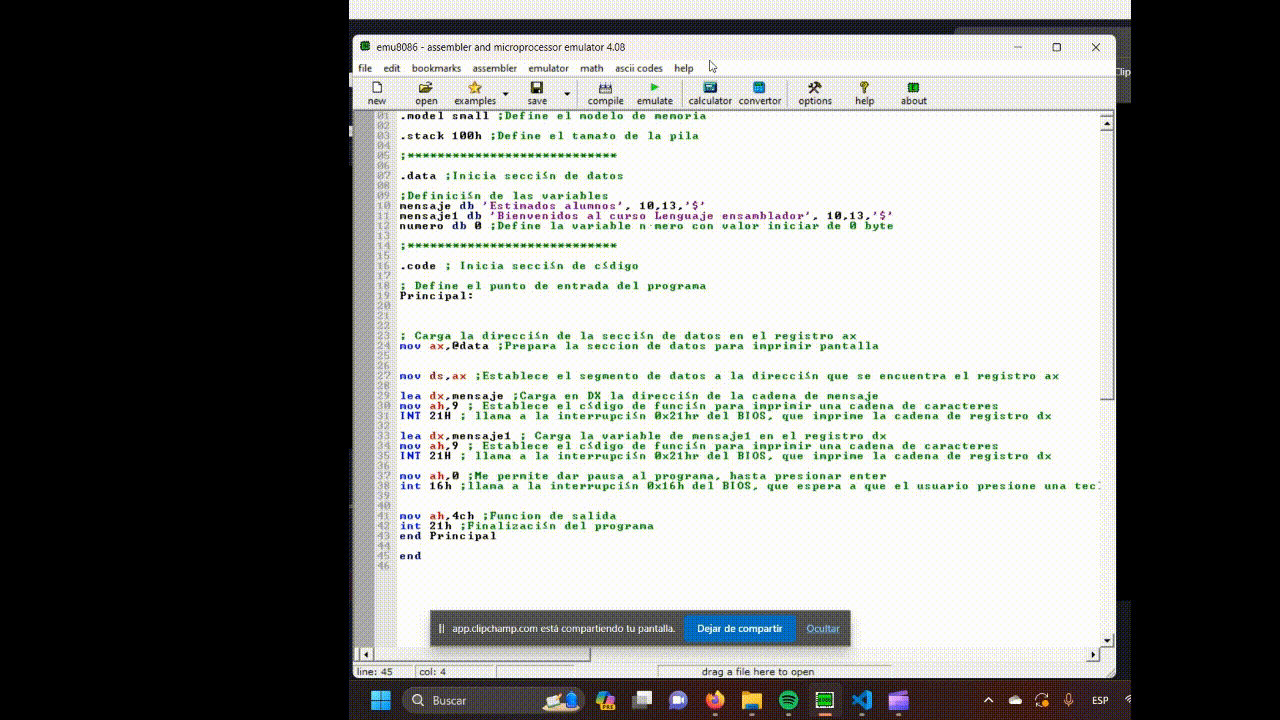 emu8086 - assembler and microprocessor emulator 4.08
file edit bookmarks assembler emulator math ascii codes help
new open examples save compile emulate calculator convertor options help about
01 .model small ;Define el modelo de memoria
02
03 .stack 100h ;Define el tama±o de la pila
04
05 ;****************************
06
07 .data ;Inicia secciśn de datos
08
09 ;Definiciśn de las variables
10 mensaje db 'Estimados alumnos', 10,13,'$'
11 mensaje1 db 'Bienvenidos al curso Lenguaje ensamblador', 10,13,'$'
12 numero db 0 ;Define la variable n·mero con valor iniciar de 0 byte
13
14 ;****************************
15
16 .code ; Inicia secciśn de cśdigo
17
18 ; Define el punto de entrada del programa
19 Principal:
20
21
22
23 ; Carga la direcciśn de la secciśn de datos en el registro ax
24 mov ax,@data ;Prepara la seccion de datos para imprimir pantalla
25
26
27 mov ds,ax ;Establece el segmento de datos a la direcciśn que se encuentra el registro ax
28
29 lea dx,mensaje ;Carga en DX la direcciśn de la cadena de mensaje
30 mov ah,9 ; Establece el cśdigo de funciśn para imprimir una cadena de caracteres
31 INT 21H ; llama a la interrupciśn 0x21hr del BIOS, que imprime la cadena de registro dx
32
33 lea dx,mensaje1 ; Carga la variable de mensaje1 en el registro dx
34 mov ah,9 ; Establece el cśdigo de funciśn para imprimir una cadena de caracteres
35 INT 21H ; llama a la interrupciśn 0x21hr del BIOS, que imprime la cadena de registro dx
36
37 mov ah,0 ;Me permite dar pausa al programa, hasta presionar enter
38 int 16h ;llama a la interrupciśn 0x16h del BIOS, que espera a que el usuario presione una tec
39
40
41 mov ah,4ch ;Funcion de salida
42 int 21h ;Finalizaciśn del programa
43 end Principal
44
45 end
46
app.clipchamp.com está compartiendo tu pantalla. Dejar de compartir Ocultar
line: 45 col: 4 drag a file here to open
Buscar PRE ESP